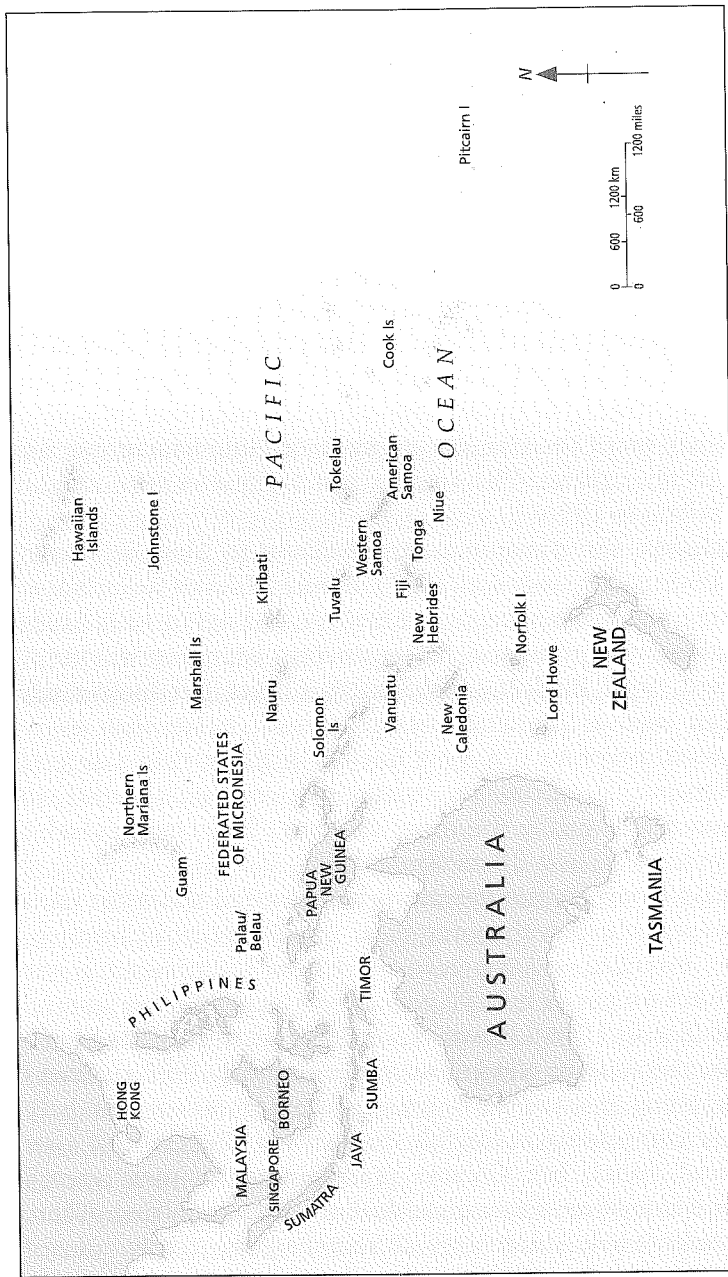 HONG
KONG
PHILIPPINES
MALAYSIA
SINGAPORE
BORNEO
SUMATRA
JAVA
SUMBA
TIMOR
Northern
Mariana Is
Guam
Palau/
Belau
FEDERATED STATES
OF MICRONESIA
PAPUA
NEW
GUINEA
Hawaiian
Islands
Johnstone I
Marshall Is
Kiribati
Nauru
Solomon
Is
Tuvalu
Tokelau
Western
Samoa
American
Samoa
Cook Is
Vanuatu
Fiji
New
Hebrides
Tonga
Niue
New
Caledonia
PACIFIC
OCEAN
Pitcairn I
Norfolk I
Lord Howe
NEW
ZEALAND
AUSTRALIA
TASMANIA
N
0 600 1200 km
0 600 1200 miles